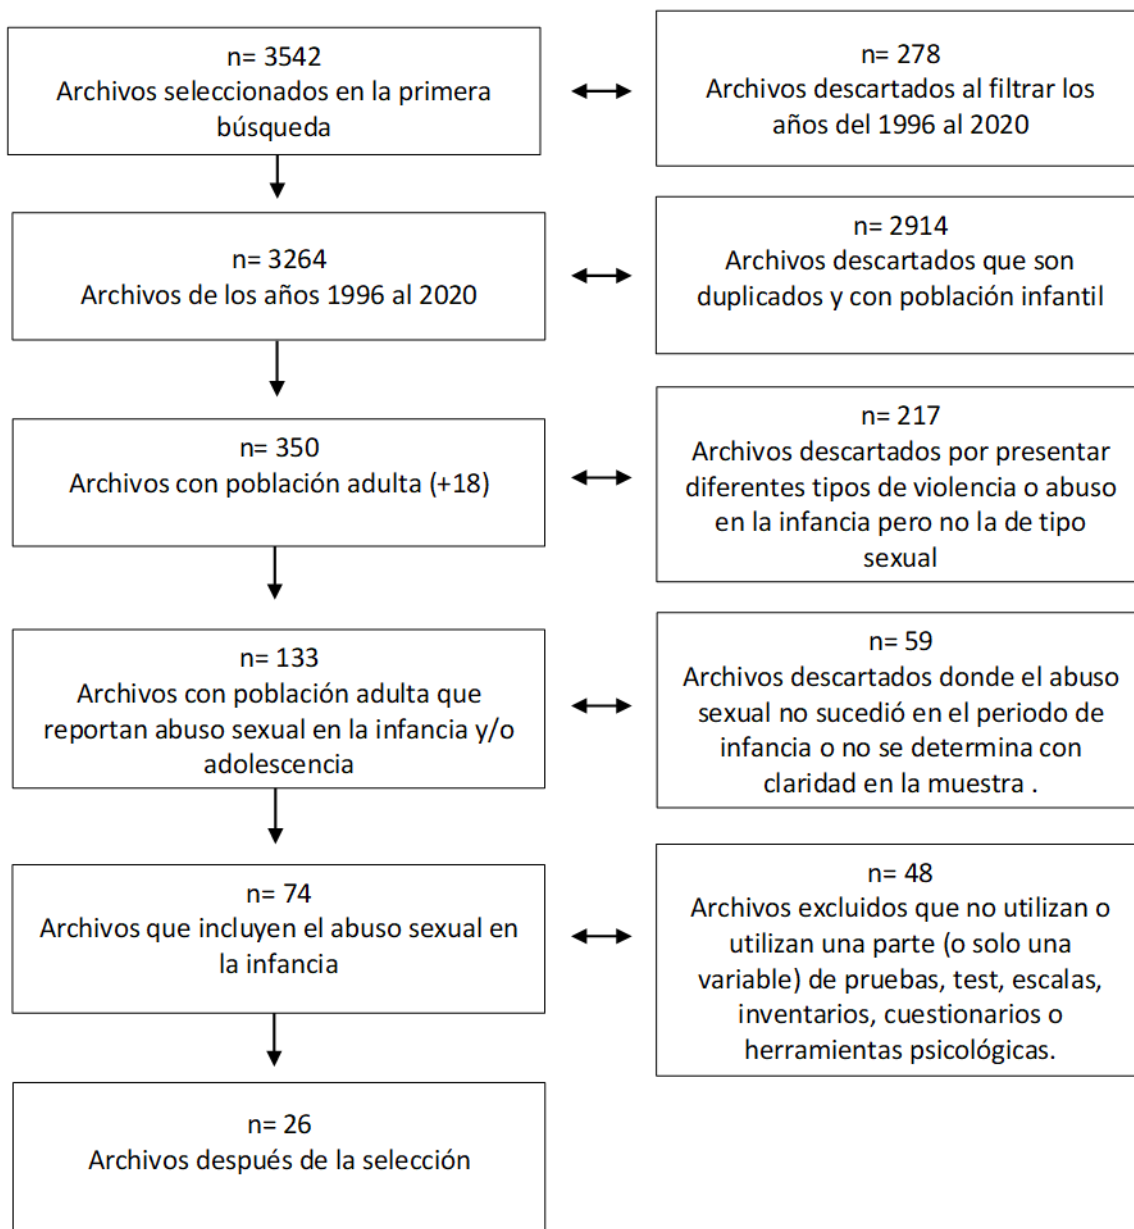 n= 3542
Archivos seleccionados en la primera
búsqueda
n= 278
Archivos descartados al filtrar los
años del 1996 al 2020
n= 3264
Archivos de los años 1996 al 2020
n= 2914
Archivos descartados que son
duplicados y con población infantil
n= 350
Archivos con población adulta (+18)
n= 217
Archivos descartados por presentar
diferentes tipos de violencia o abuso
en la infancia pero no la de tipo
sexual
n= 133
Archivos con población adulta que
reportan abuso sexual en la infancia y/o
adolescencia
n= 59
Archivos descartados donde el abuso
sexual no sucedió en el periodo de
infancia o no se determina con
claridad en la muestra .
n= 74
Archivos que incluyen el abuso sexual en
la infancia
n= 48
Archivos excluidos que no utilizan o
utilizan una parte (o solo una
variable) de pruebas, test, escalas,
inventarios, cuestionarios o
herramientas psicológicas.
n= 26
Archivos después de la selección